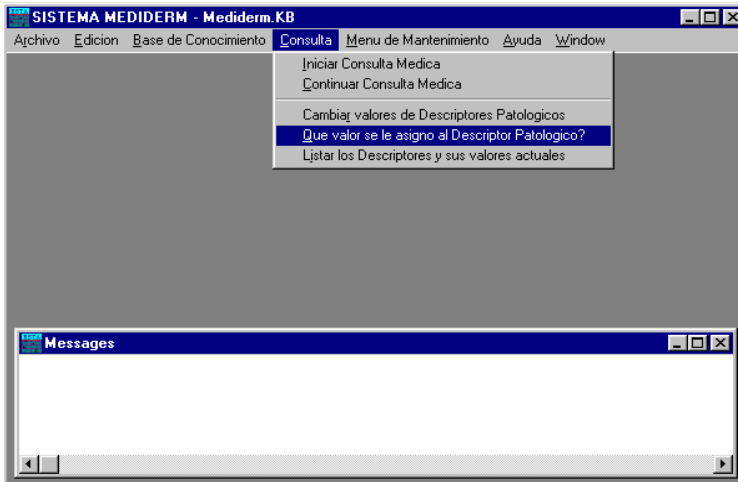 SISTEMA MEDIDERM - Mediderm.KB
Archivo Edicion Base de Conocimiento Consulta Menu de Mantenimiento Ayuda Window
Iniciar Consulta Medica
Continuar Consulta Medica
Cambiar valores de Descriptores Patologicos
Que valor se le asigno al Descriptor Patologico?
Listar los Descriptores y sus valores actuales
Messages